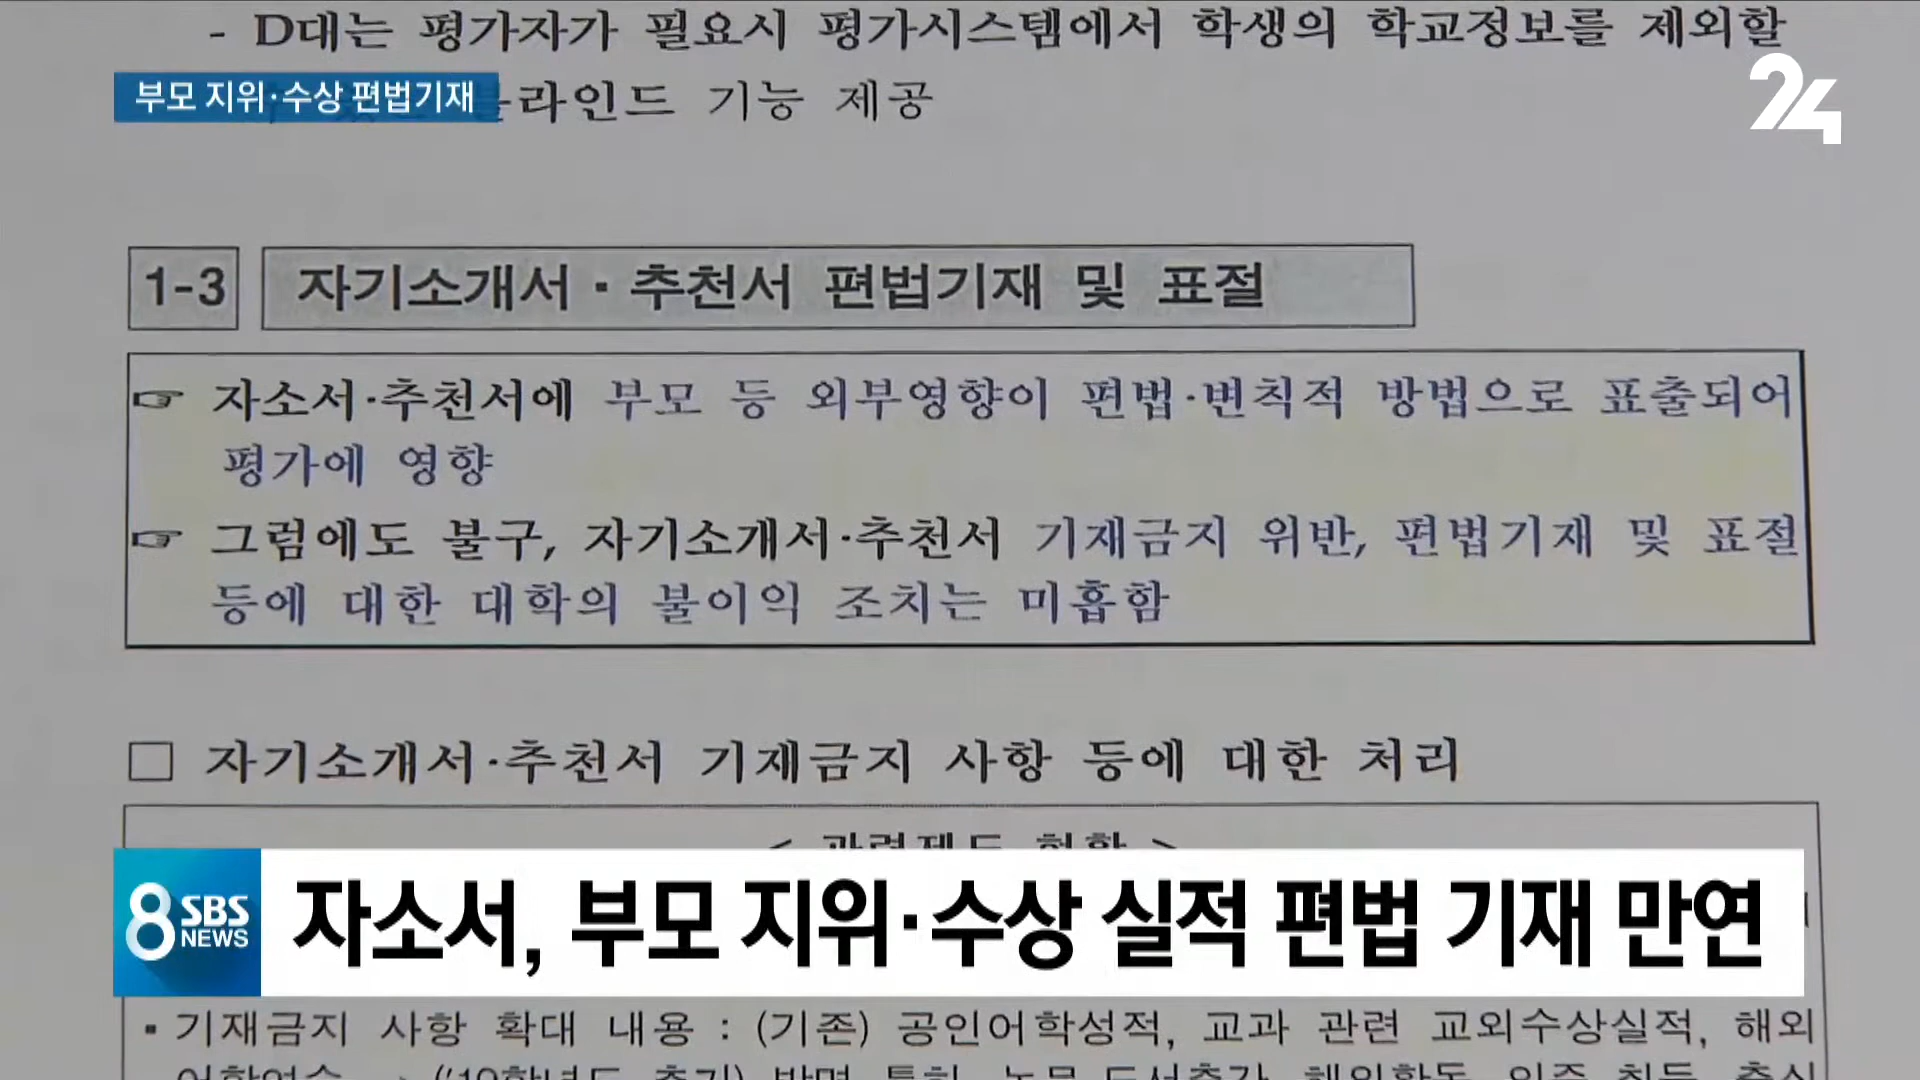 - D대는 평가자가 필요시 평가시스템에서 학생의 학교정보를 제외할
부모 지위·수상 편법기재
라인드 기능 제공
24
1-3 자기소개서·추천서 편법기재 및 표절
☞ 자소서·추천서에 부모 등 외부영향이 편법·변칙적 방법으로 표출되어
평가에 영향
☞ 그럼에도 불구, 자기소개서·추천서 기재금지 위반, 편법기재 및 표절
등에 대한 대학의 불이익 조치는 미흡함
□ 자기소개서·추천서 기재금지 사항 등에 대한 처리
< 관련제도 현황 >
8 SBS NEWS
자소서, 부모 지위·수상 실적 편법 기재 만연
▪ 기재금지 사항 확대 내용 : (기존) 공인어학성적, 교과 관련 교외수상실적, 해외